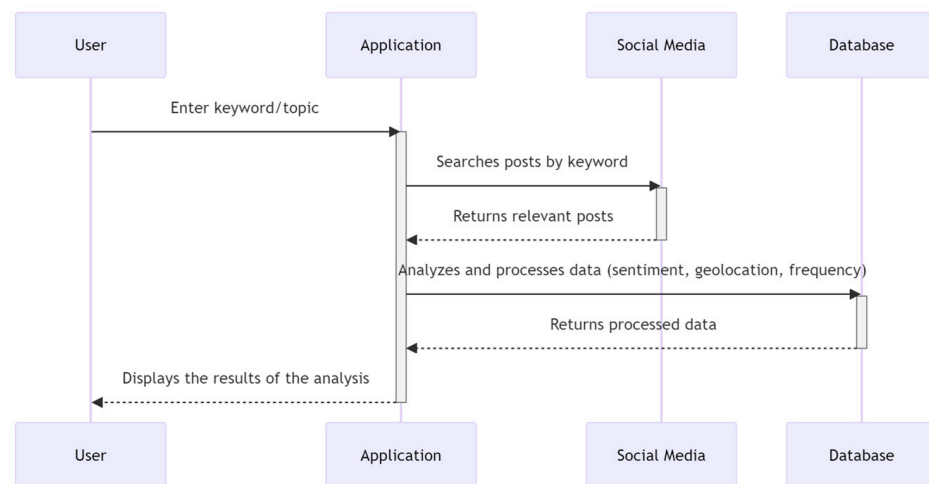 User
Application
Social Media
Database
Enter keyword/topic
Searches posts by keyword
Returns relevant posts
Analyzes and processes data (sentiment, geolocation, frequency)
Returns processed data
Displays the results of the analysis
User
Application
Social Media
Database